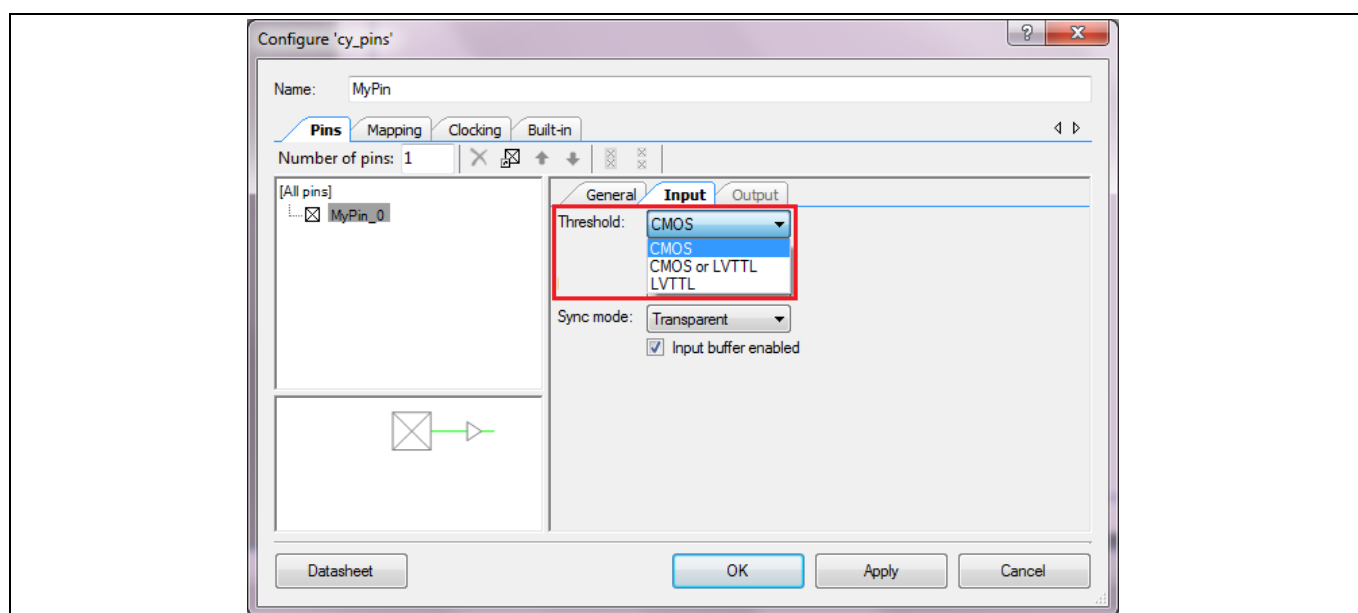 Configure 'cy_pins'
Name: MyPin
Pins Mapping Clocking Built-in
Number of pins: 1
[All pins]
MyPin_0
General Input Output
Threshold: CMOS
CMOS
CMOS or LVTTL
LVTTL
Sync mode: Transparent
Input buffer enabled
Datasheet OK Apply Cancel